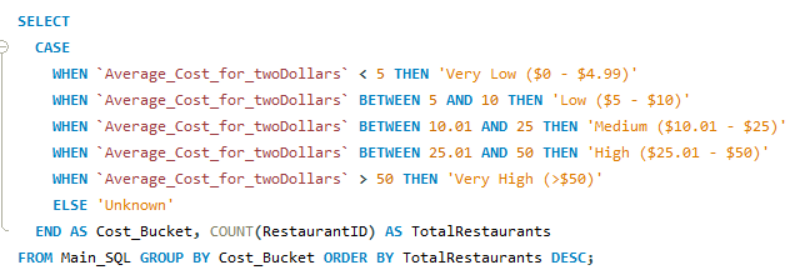 SELECT
CASE
WHEN `Average_Cost_for_twoDollars` < 5 THEN 'Very Low ($0 - $4.99)'
WHEN `Average_Cost_for_twoDollars` BETWEEN 5 AND 10 THEN 'Low ($5 - $10)'
WHEN `Average_Cost_for_twoDollars` BETWEEN 10.01 AND 25 THEN 'Medium ($10.01 - $25)'
WHEN `Average_Cost_for_twoDollars` BETWEEN 25.01 AND 50 THEN 'High ($25.01 - $50)'
WHEN `Average_Cost_for_twoDollars` > 50 THEN 'Very High (>$50)'
ELSE 'Unknown'
END AS Cost_Bucket, COUNT(RestaurantID) AS TotalRestaurants
FROM Main_SQL GROUP BY Cost_Bucket ORDER BY TotalRestaurants DESC;